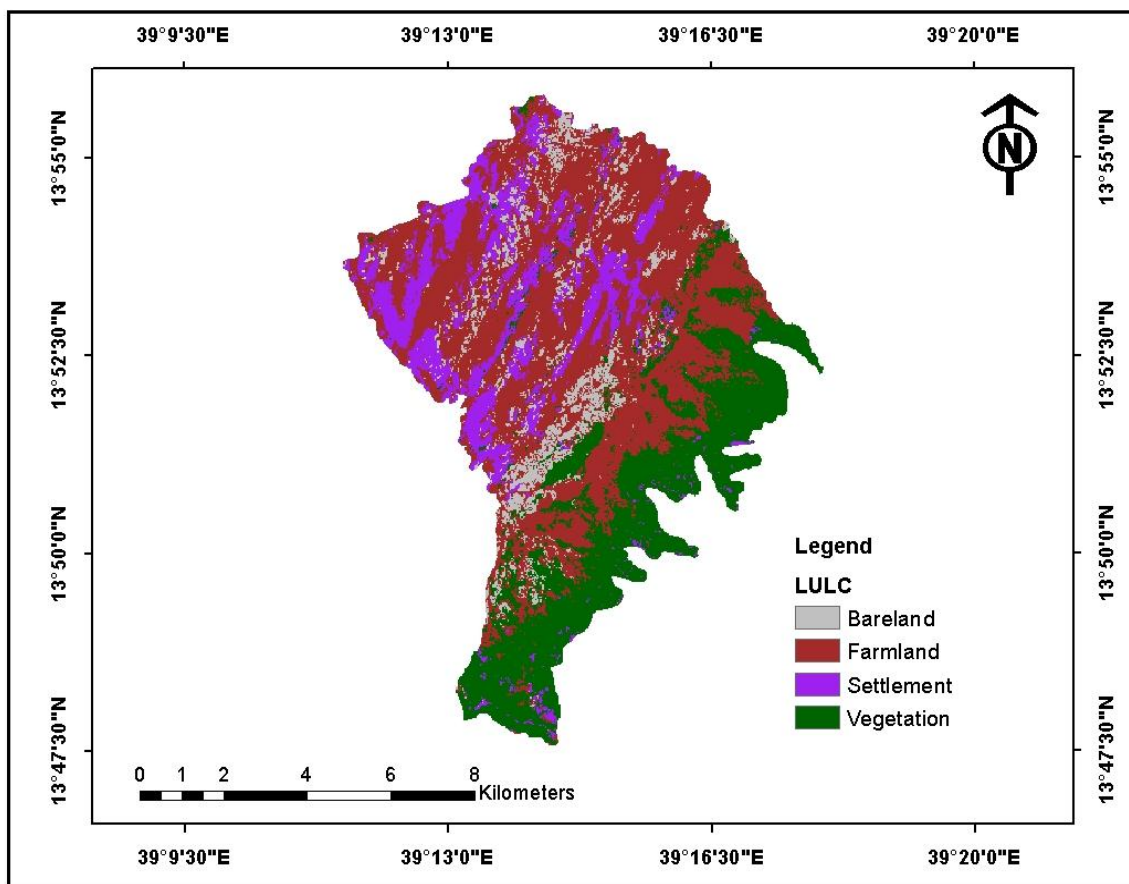 39°9'30"E 39°13'0"E 39°16'30"E 39°20'0"E
N
13°55'0"N 13°55'0"N
13°52'30"N 13°52'30"N
13°50'0"N 13°50'0"N
13°47'30"N 13°47'30"N
Legend
LULC
Bareland
Farmland
Settlement
Vegetation
0 1 2 4 6 8
Kilometers
39°9'30"E 39°13'0"E 39°16'30"E 39°20'0"E